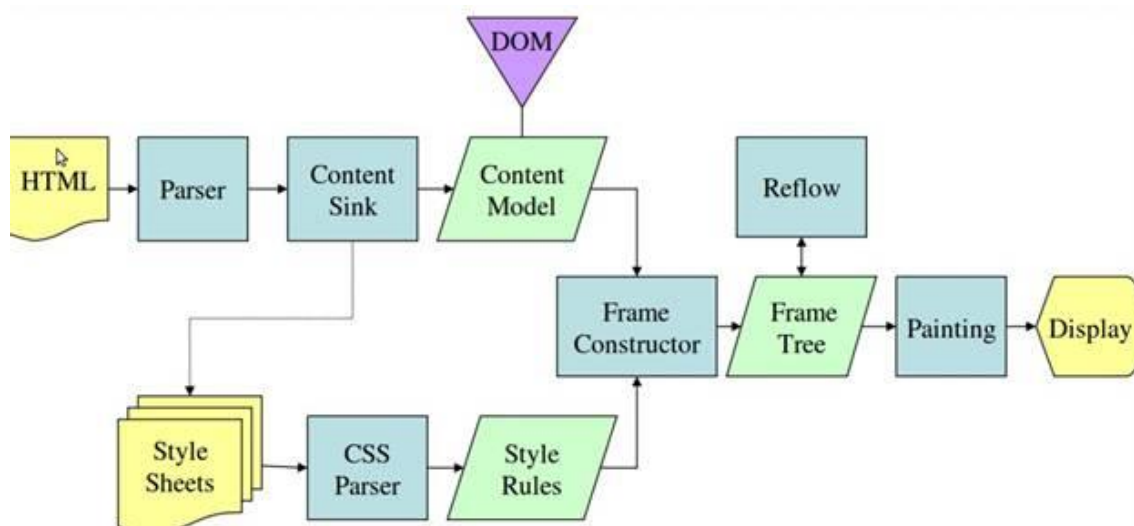 DOM
HTML
Parser
Content
Sink
Content
Model
Reflow
Frame
Constructor
Frame
Tree
Painting
Display
Style
Sheets
CSS
Parser
Style
Rules